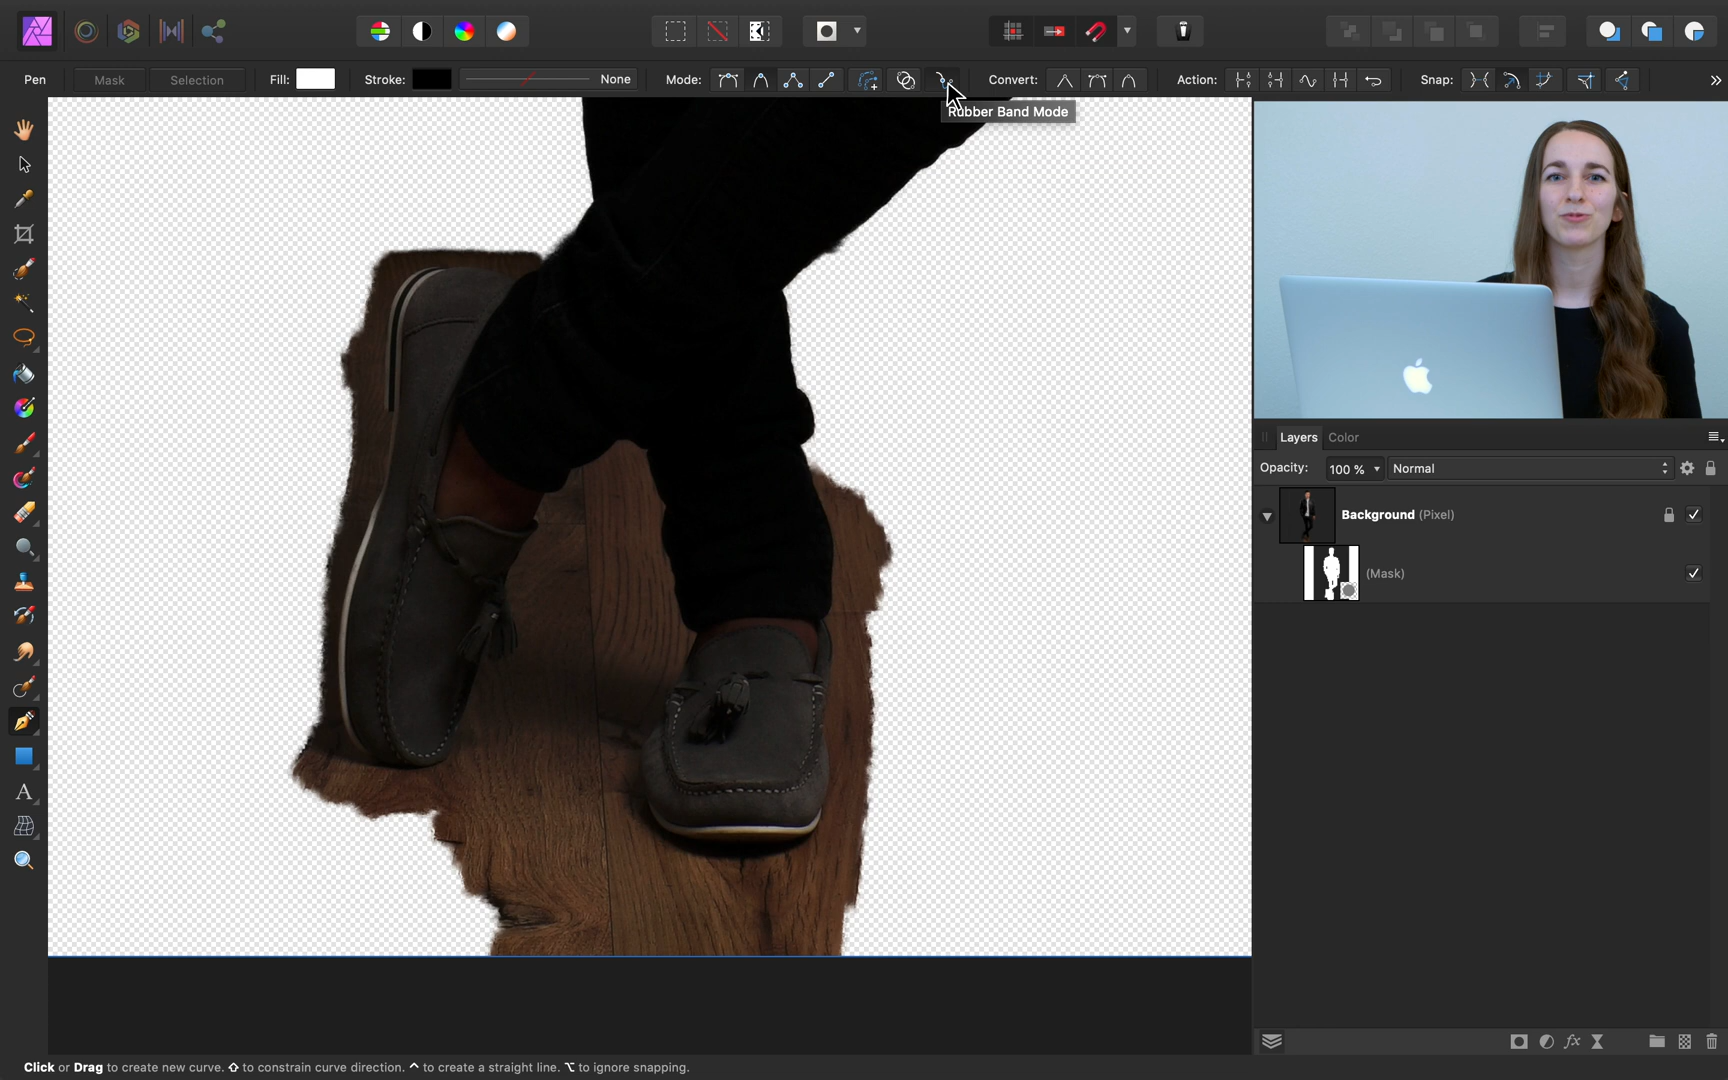 Pen Mask Selection Fill: Stroke: None Mode: Convert: Action: Snap:
Rubber Band Mode
Layers Color
Opacity: 100 % Normal
Background (Pixel)
(Mask)
Click or Drag to create new curve. ⇧ to constrain curve direction. ⌃ to create a straight line. ⌥ to ignore snapping.